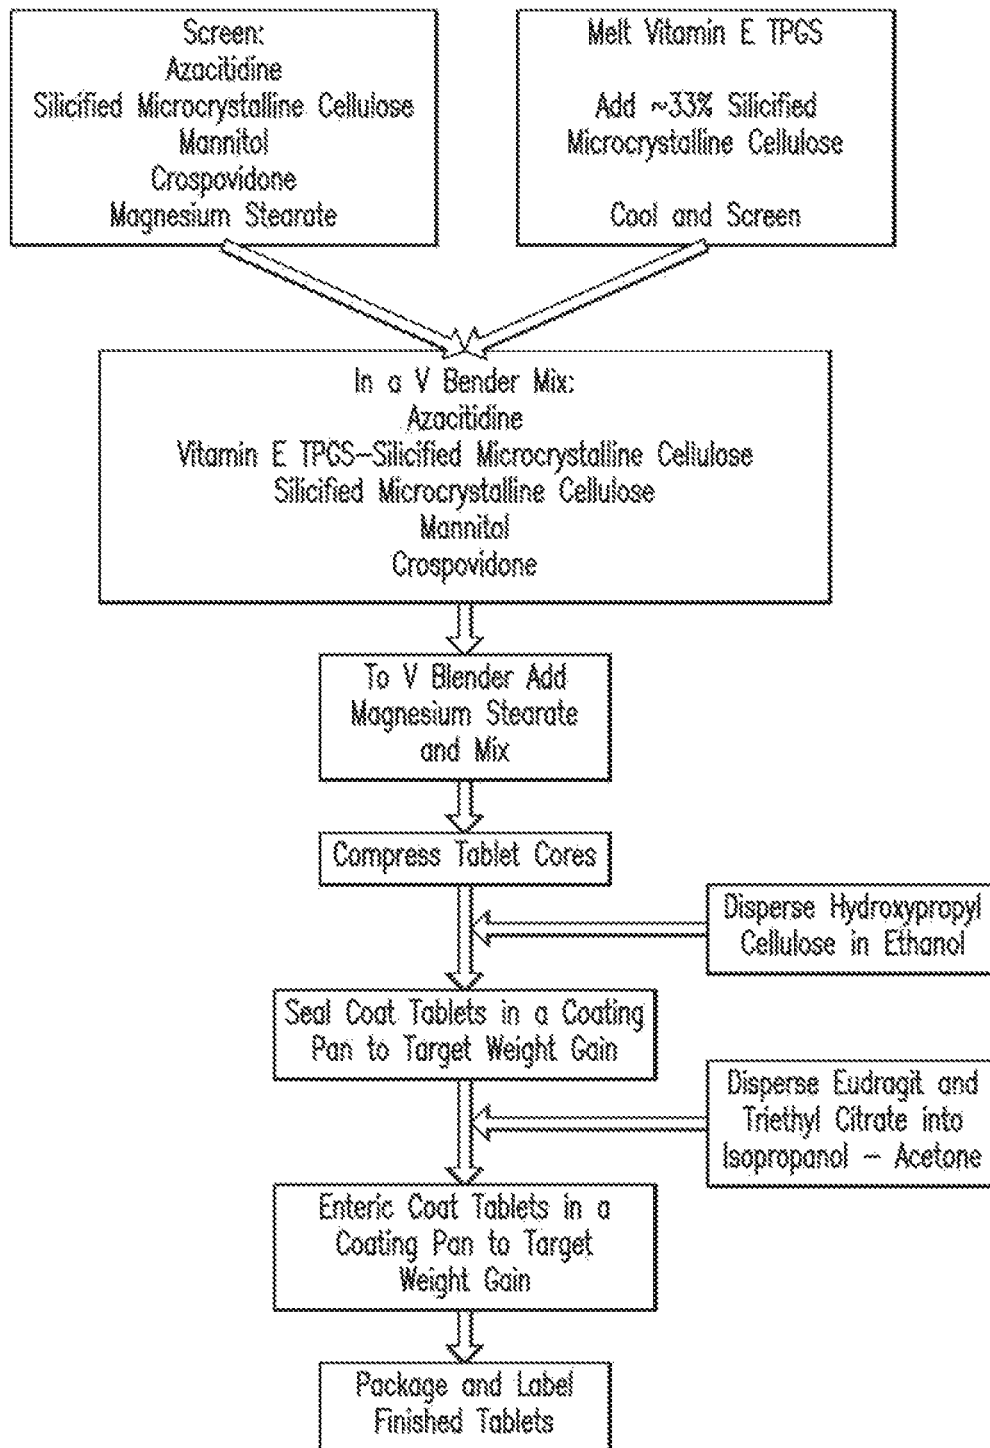 Screen:
Azacitidine
Silicified Microcrystalline Cellulose
Mannitol
Crospovidone
Magnesium Stearate
Melt Vitamin E TPGS
Add ~33% Silicified
Microcrystalline Cellulose
Cool and Screen
In a V Bender Mix:
Azacitidine
Vitamin E TPGS-Silicified Microcrystalline Cellulose
Silicified Microcrystalline Cellulose
Mannitol
Crospovidone
To V Blender Add
Magnesium Stearate
and Mix
Compress Tablet Cores
Disperse Hydroxypropyl
Cellulose in Ethanol
Seal Coat Tablets in a Coating
Pan to Target Weight Gain
Disperse Eudragit and
Triethyl Citrate into
Isopropanol - Acetone
Enteric Coat Tablets in a
Coating Pan to Target
Weight Gain
Package and Label
Finished Tablets